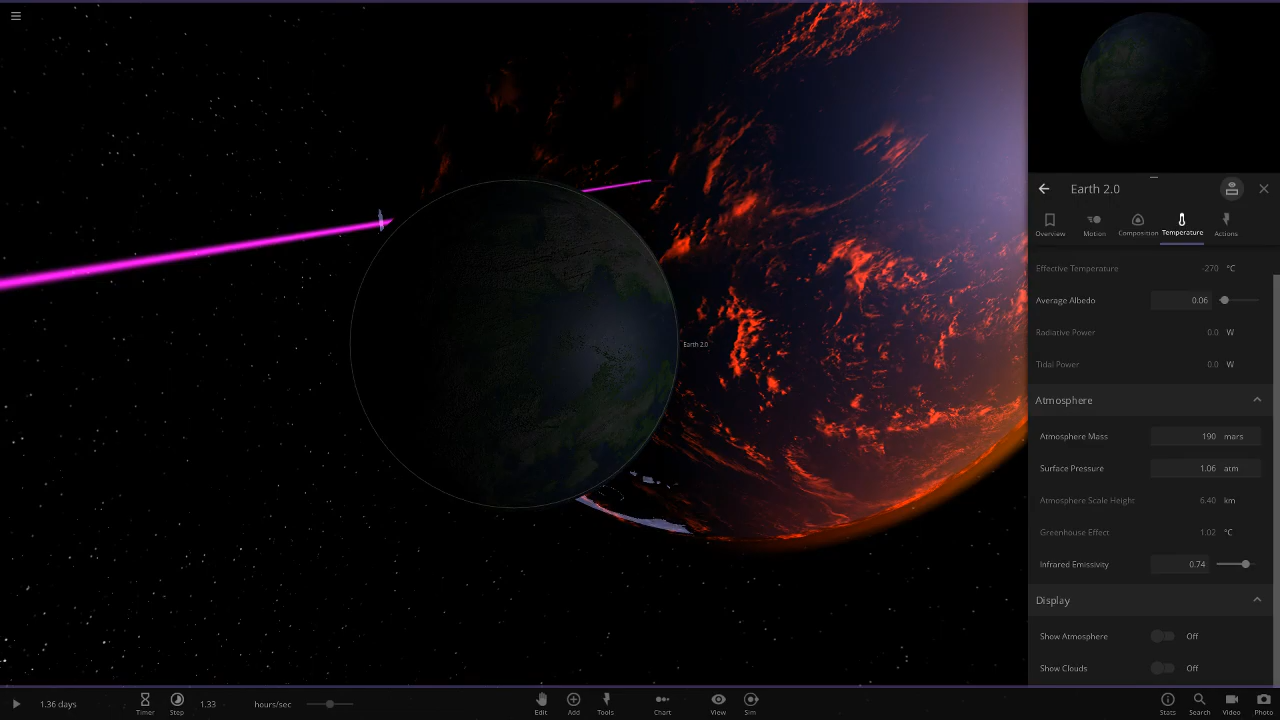 Earth 2.0
Overview
Motion
Composition
Temperature
Actions
Effective Temperature -270 °C
Average Albedo 0.06
Radiative Power 0.0 W
Tidal Power 0.0 W
Atmosphere
Atmosphere Mass 190 mars
Surface Pressure 1.06 atm
Atmosphere Scale Height 6.40 km
Greenhouse Effect 1.02 °C
Infrared Emissivity 0.74
Display
Show Atmosphere Off
Show Clouds Off
Earth 2.0
1.36 days
Timer
Step
1.33 hours/sec
Edit
Add
Tools
Chart
View
Sim
Stats
Search
Video
Photo